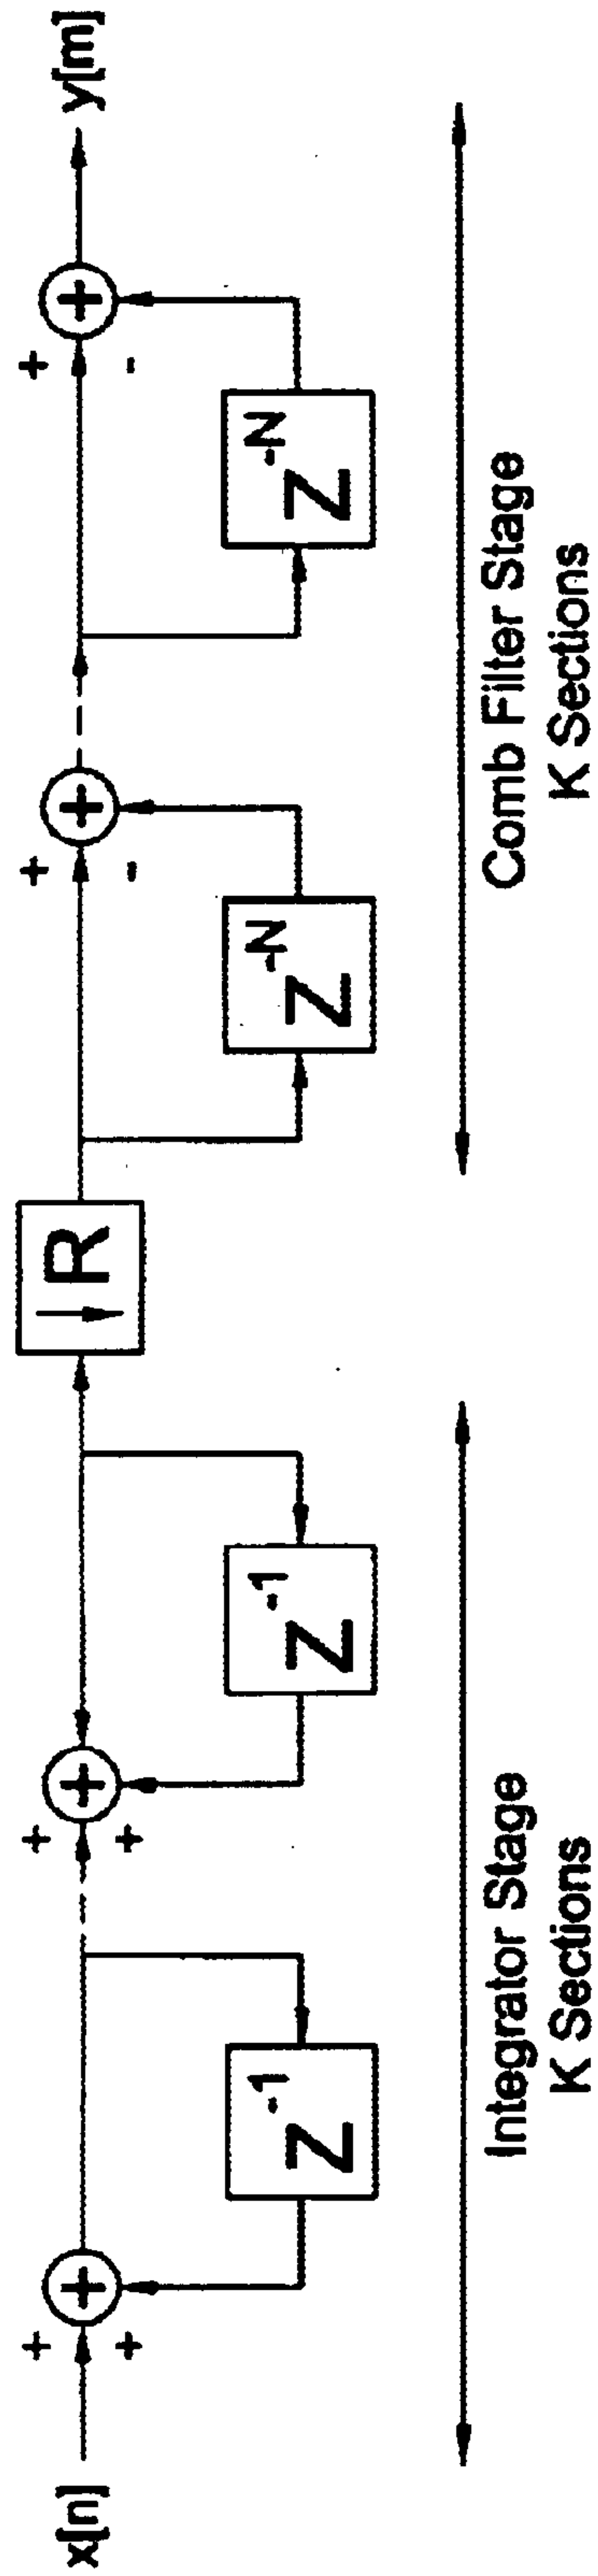 x[n]
+
+
+
Z-1
+
+
+
Z-1
↓R
Z-N
+
-
+
Z-N
+
-
+
y[m]
Integrator Stage
K Sections
Comb Filter Stage
K Sections